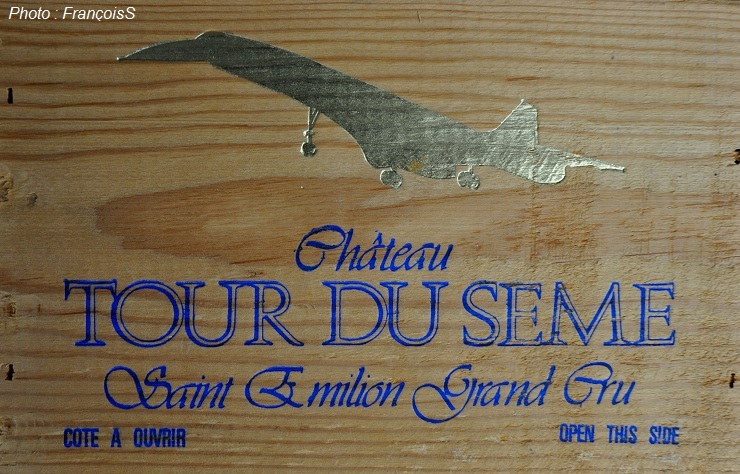 Photo : FrançoisS
Château
TOUR DU SEME
Saint Emilion Grand Cru
COTE A OUVRIR
OPEN THIS SIDE